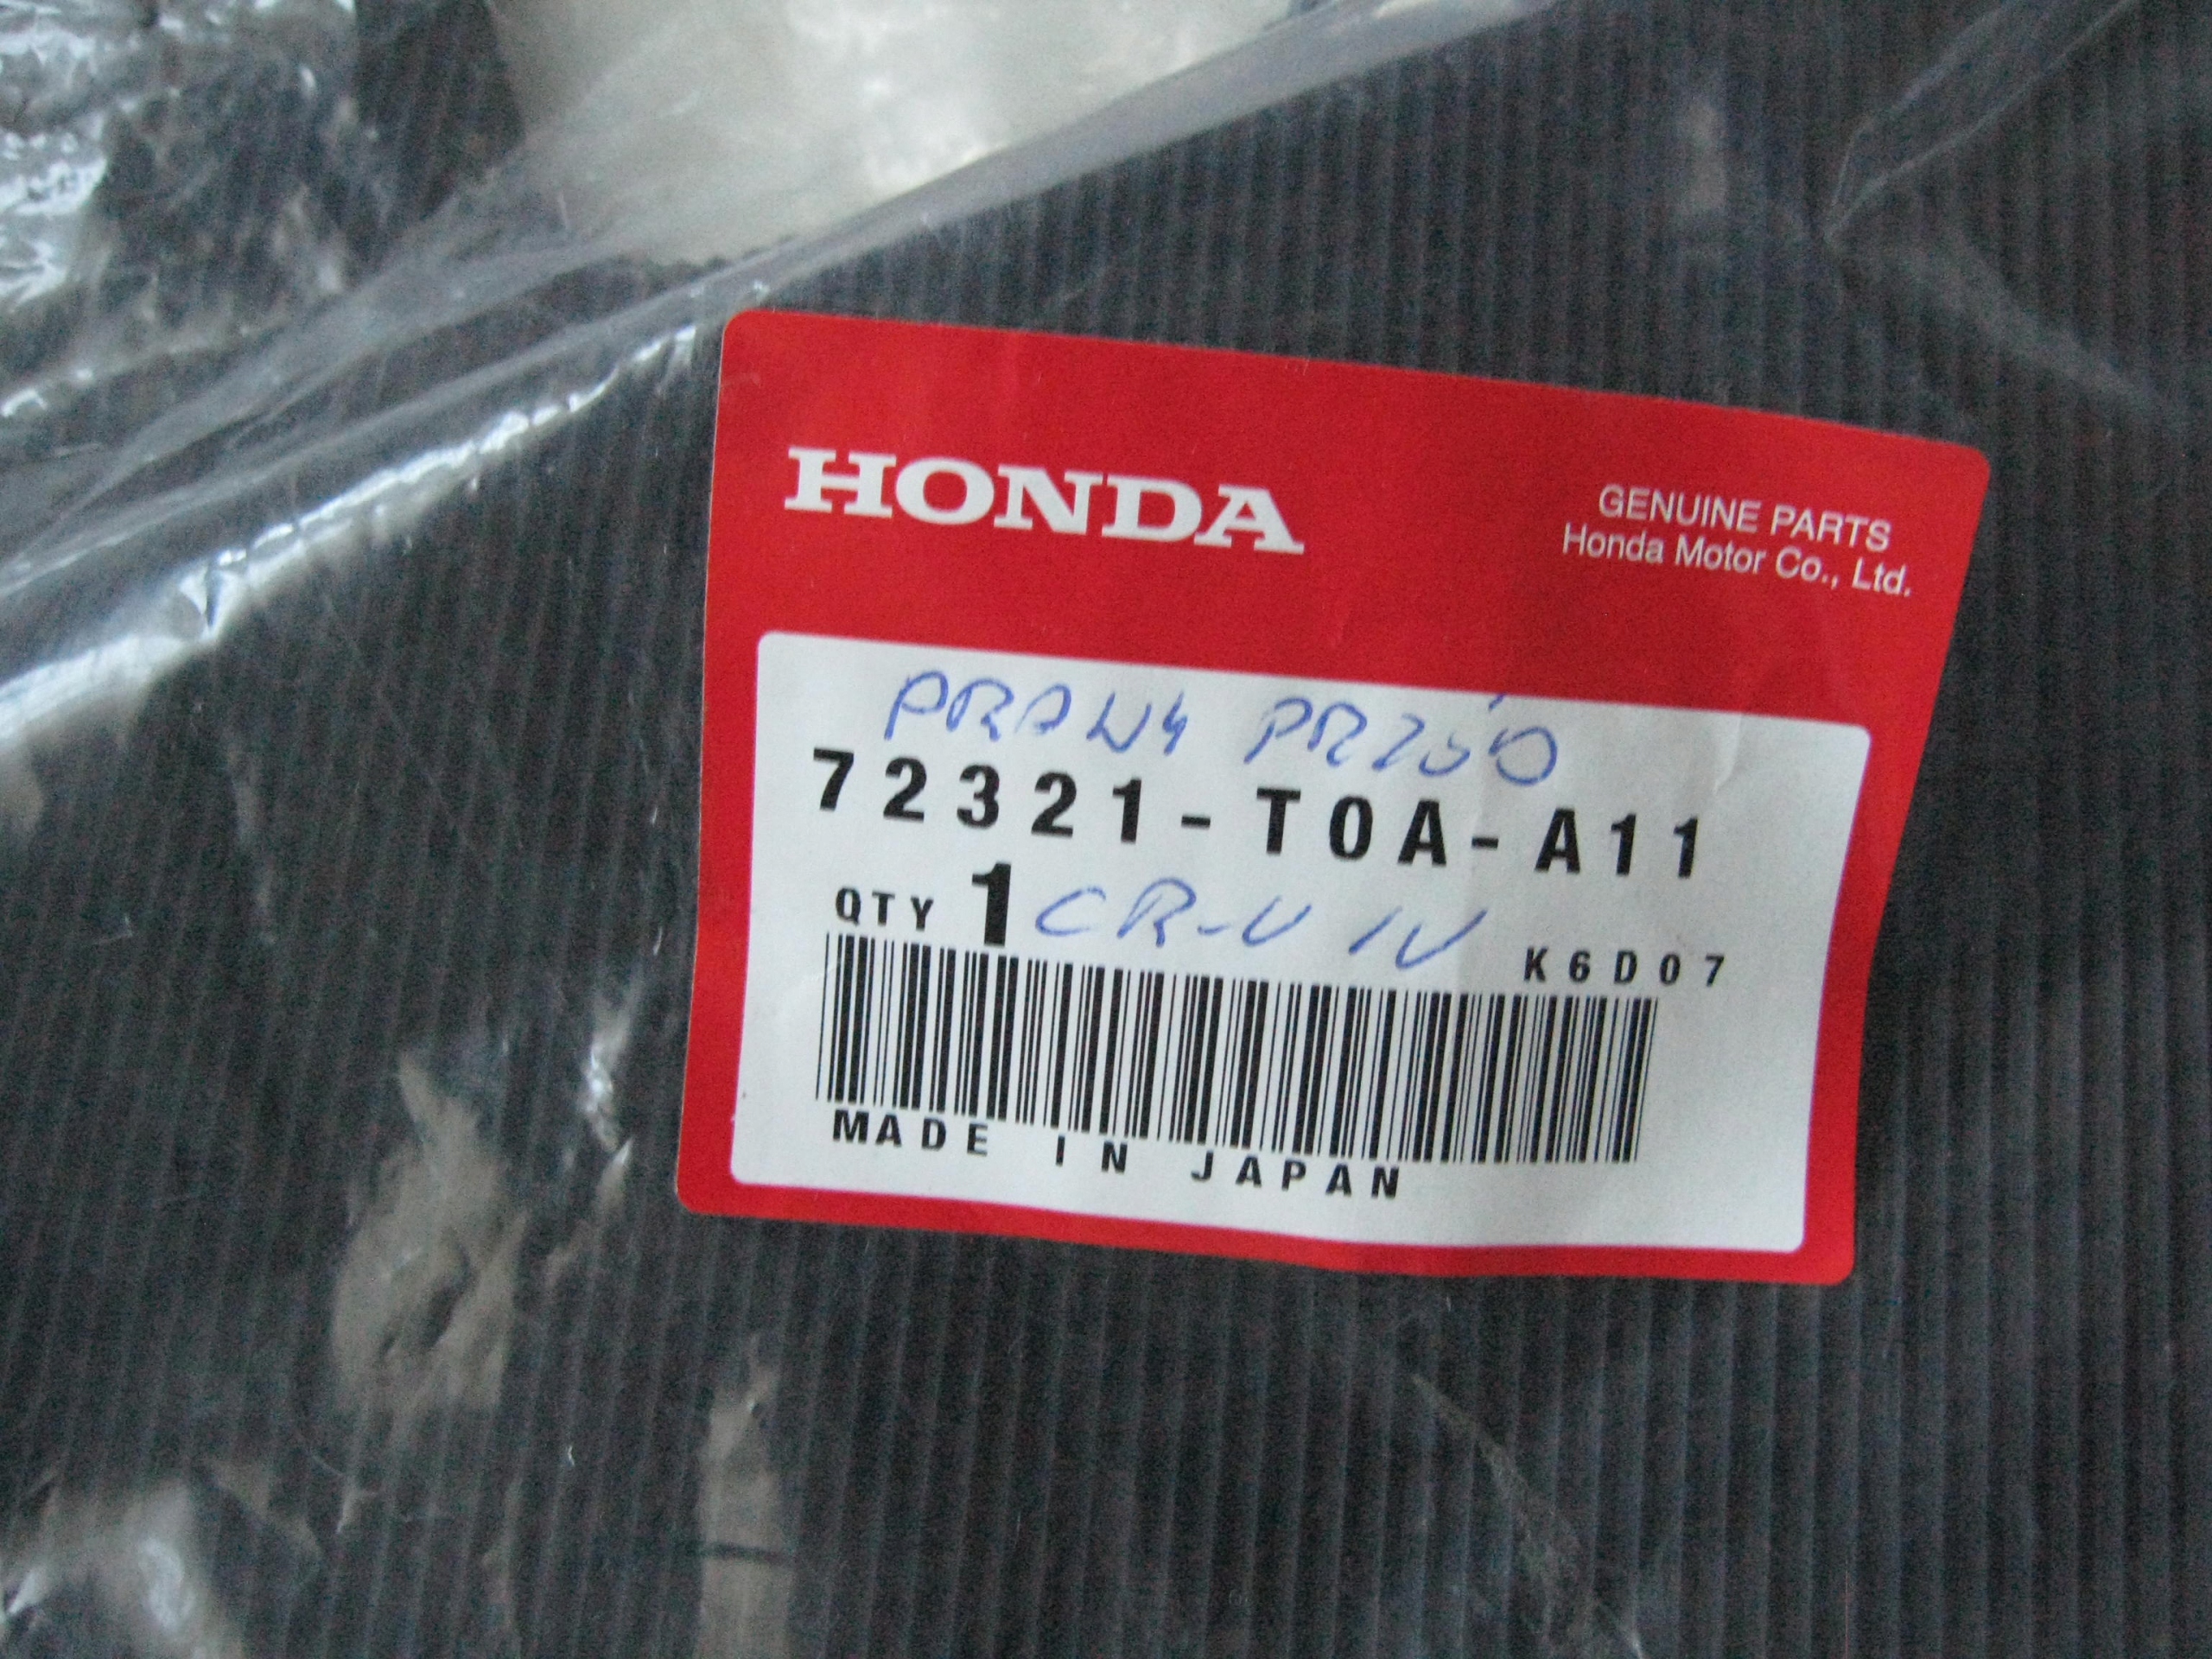 HONDA
GENUINE PARTS
Honda Motor Co., Ltd.
PRAWY PRZÓD
72321-T0A-A11
QTY 1 CR-V IV
K6D07
MADE IN JAPAN